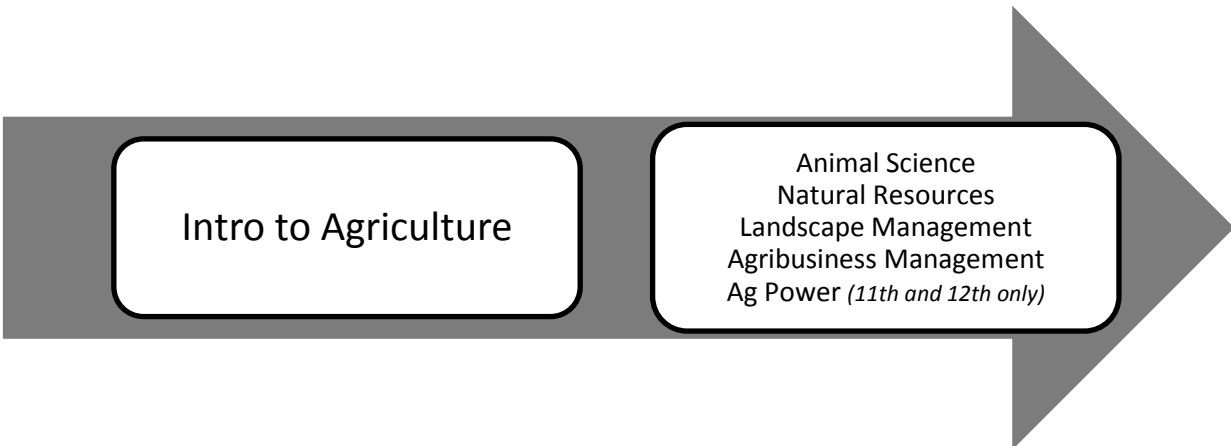 Intro to Agriculture
Animal Science
Natural Resources
Landscape Management
Agribusiness Management
Ag Power (11th and 12th only)